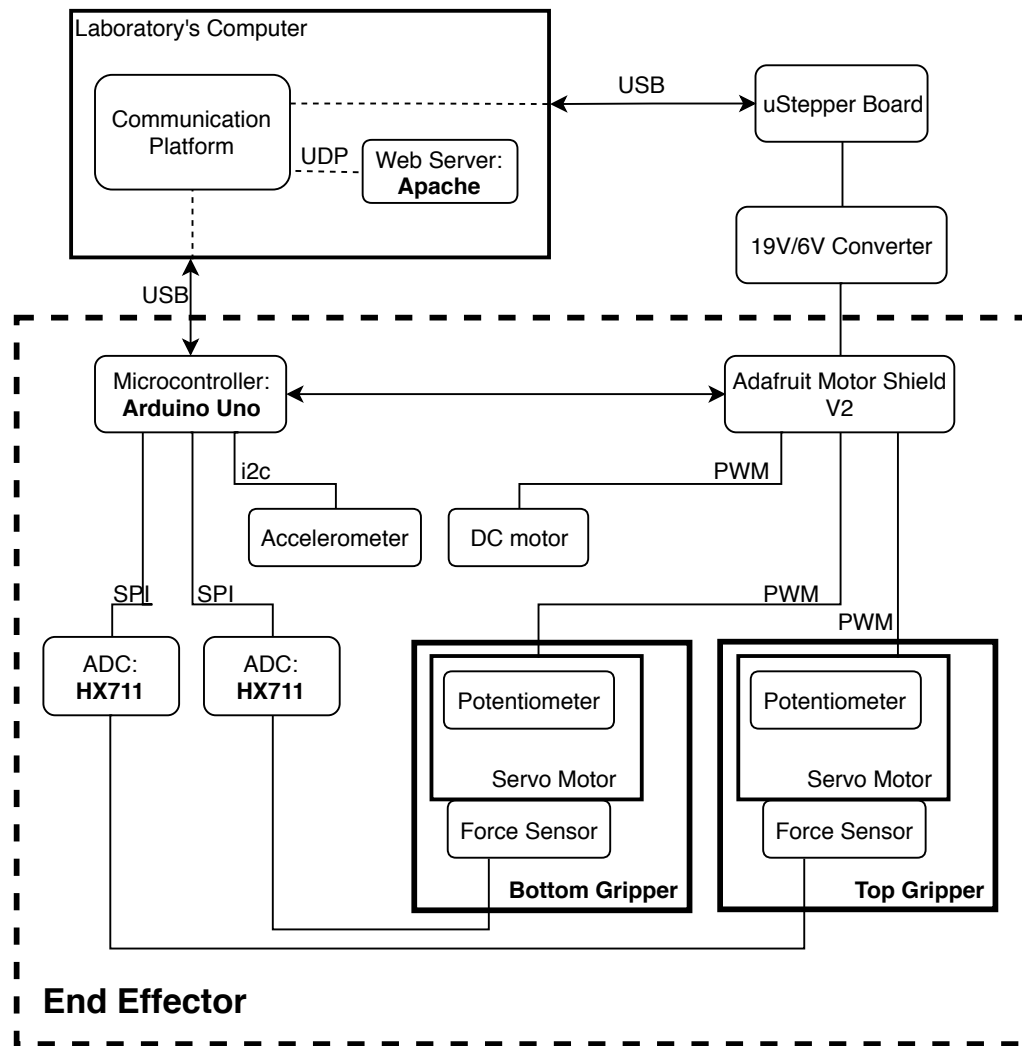 Laboratory's Computer
Communication
Platform
UDP
Web Server:
Apache
USB
uStepper Board
19V/6V Converter
USB
Microcontroller:
Arduino Uno
Adafruit Motor Shield
V2
i2c
Accelerometer
PWM
DC motor
SPI
SPI
ADC:
HX711
ADC:
HX711
PWM
PWM
Potentiometer
Servo Motor
Force Sensor
Bottom Gripper
Potentiometer
Servo Motor
Force Sensor
Top Gripper
End Effector